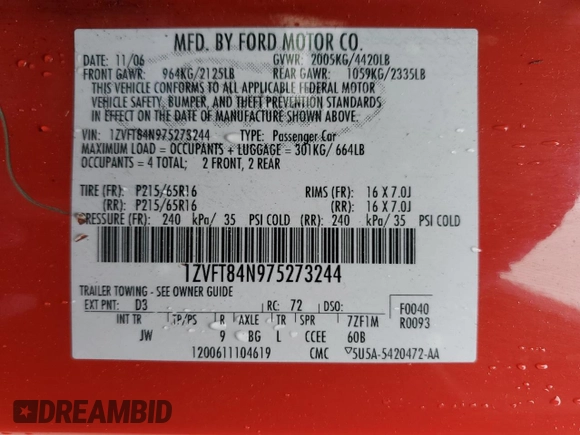 MFD. BY FORD MOTOR CO.
DATE: 11/06 GVWR: 2005KG/4420LB
FRONT GAWR: 964KG/2125LB REAR GAWR: 1059KG/2335LB
THIS VEHICLE CONFORMS TO ALL APPLICABLE FEDERAL MOTOR
VEHICLE SAFETY, BUMPER, AND THEFT PREVENTION STANDARDS
IN EFFECT ON THE DATE OF MANUFACTURE SHOWN ABOVE.
VIN: 1ZVFT84N975273244 TYPE: Passenger Car
MAXIMUM LOAD = OCCUPANTS + LUGGAGE = 301KG/ 664LB
OCCUPANTS = 4 TOTAL; 2 FRONT, 2 REAR
TIRE (FR): P215/65R16 RIMS (FR): 16 X 7.0J
(RR): P215/65R16 (RR): 16 X 7.0J
PRESSURE (FR): 240 kPa/ 35 PSI COLD (RR): 240 kPa/ 35 PSI COLD
1ZVFT84N975273244
TRAILER TOWING - SEE OWNER GUIDE
EXT PNT: D3 RC: 72 DSO: F0040
INT TR TP/PS R AXLE TR SPR 7ZF1M R0093
JW 9 BG L CCEE 60B
1200611104619 CMC 5U5A-5420472-AA
DREAMBID